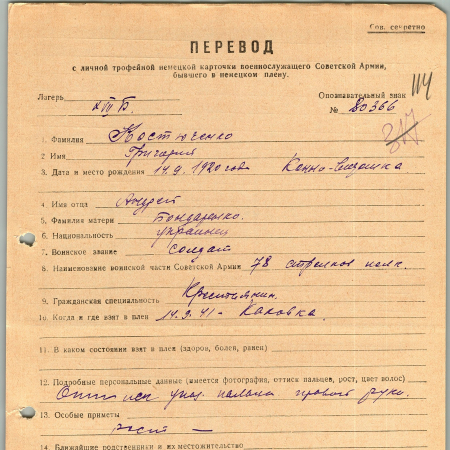 Сов. секретно
ПЕРЕВОД
с личной трофейной немецкой карточки военнослужащего Советской Армии,
бывшего в немецком плену.
Лагерь XVII Б. Опознавательный знак 114
№ 80366
317
1. Фамилия Костюченко
2. Имя Григорий
3. Дата и место рождения 14.9.1920 года
4. Имя отца Андрей
5. Фамилия матери Бондаренко.
6. Национальность украинец
7. Воинское звание солдат
8. Наименование воинской части Советской Армии 78 стрелков полк.
9. Гражданская специальность Крестьянин.
10. Когда и где взят в плен 14.9.41 - Каховка.
11. В каком состоянии взят в плен (здоров, болен, ранен)
12. Подробные персональные данные (имеется фотография, оттиск пальцев, рост, цвет волос)
Оттиск указ. пальца правой руки.
13. Особые приметы
рост —
14. Ближайшие родственники и их местожительство